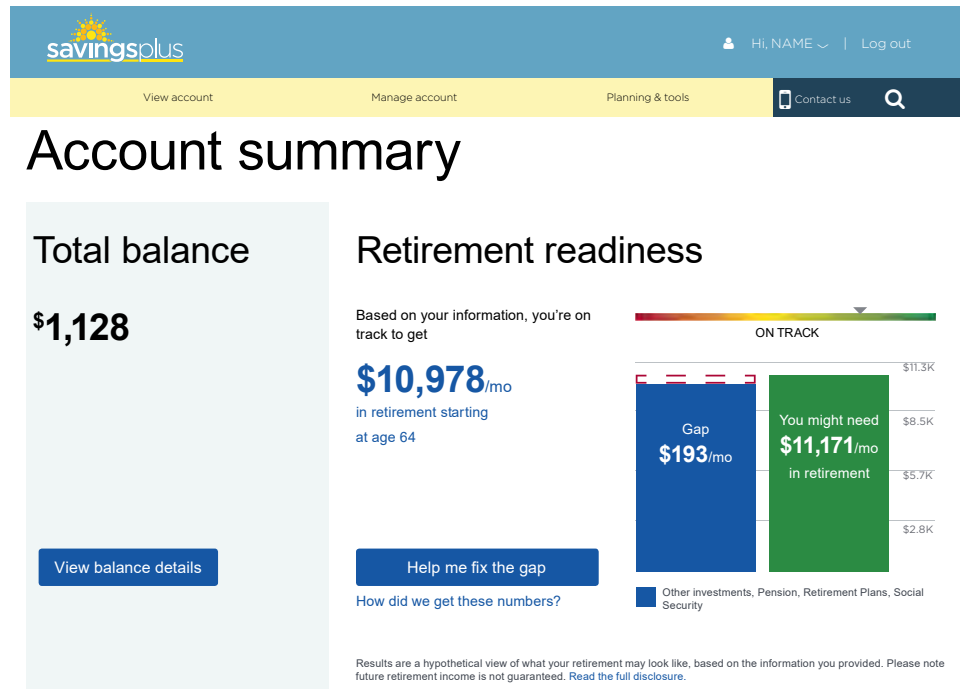 savingsplus
Hi, NAME | Log out
View account
Manage account
Planning & tools
Contact us
Account summary
Total balance
$1,128
View balance details
Retirement readiness
Based on your information, you're on
track to get
$10,978/mo
in retirement starting
at age 64
Help me fix the gap
How did we get these numbers?
ON TRACK
$11.3K
$8.5K
$5.7K
$2.8K
Gap
$193/mo
You might need
$11,171/mo
in retirement
Other investments, Pension, Retirement Plans, Social
Security
Results are a hypothetical view of what your retirement may look like, based on the information you provided. Please note
future retirement income is not guaranteed. Read the full disclosure.